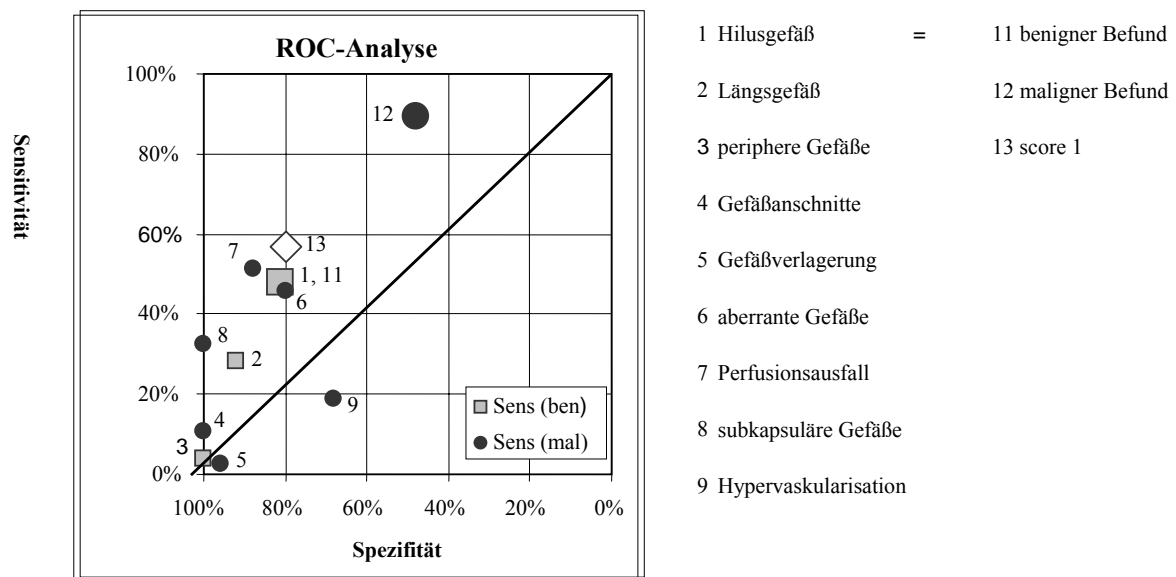 ROC-Analyse
Sensitivität
100%
80%
60%
40%
20%
0%
12
13
7
1, 11
6
8
2
9
4
3
5
Sens (ben)
Sens (mal)
100% 80% 60% 40% 20% 0%
Spezifität
1 Hilusgefäß = 11 benigner Befund
2 Längsgefäß 12 maligner Befund
3 periphere Gefäße 13 score 1
4 Gefäßanschnitte
5 Gefäßverlagerung
6 aberrante Gefäße
7 Perfusionsausfall
8 subkapsuläre Gefäße
9 Hypervaskularisation